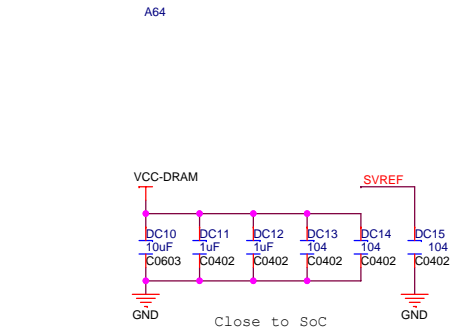 A64
VCC-DRAM
SVREF
DC10 DC11 DC12 DC13 DC14 DC15
10uF 1uF 1uF 104 104 104
C0603 C0402 C0402 C0402 C0402 C0402
GND GND
Close to SoC